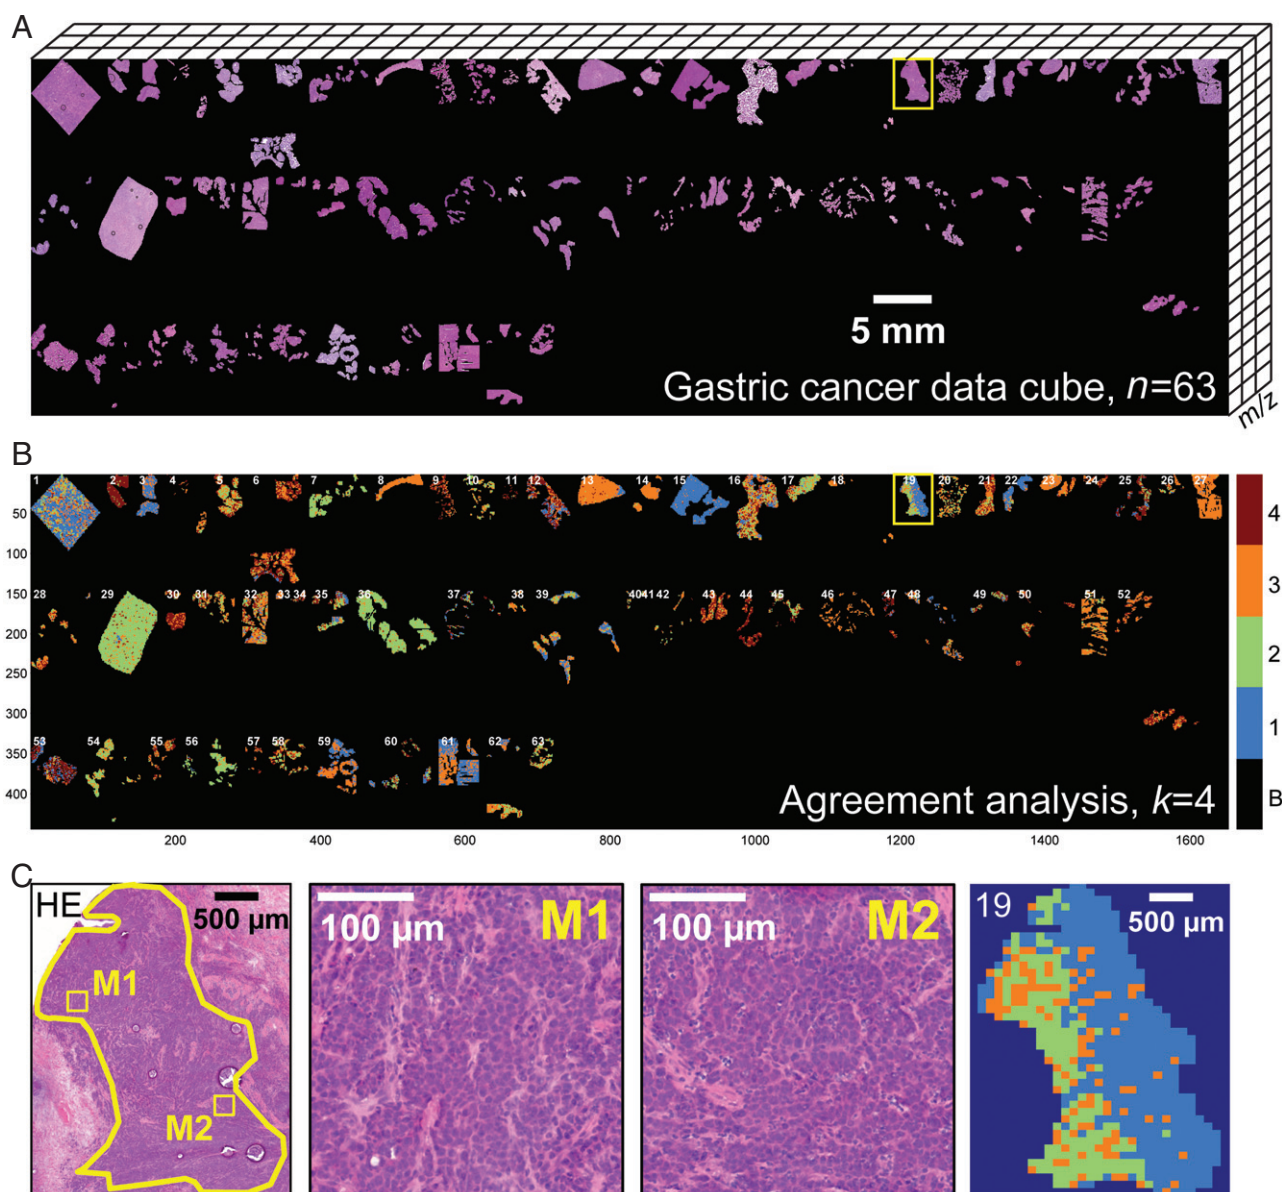 A
5 mm
Gastric cancer data cube, n=63
m/z
B
1 2 3 4 5 6 7 8 9 10 11 12 13 14 15 16 17 18 19 20 21 22 23 24 25 26 27
28 29 30 31 32 33 34 35 36 37 38 39 40 41 42 43 44 45 46 47 48 49 50 51 52
53 54 55 56 57 58 59 60 61 62 63
50
100
150
200
250
300
350
400
200 400 600 800 1000 1200 1400 1600
Agreement analysis, k=4
4
3
2
1
B
C
HE
500 µm
M1
M2
100 µm
M1
100 µm
M2
19
500 µm